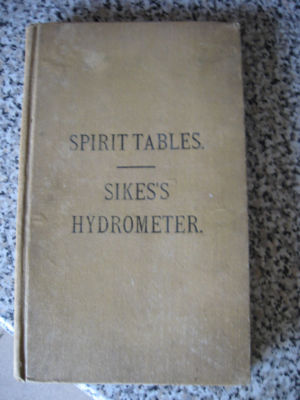 SPIRIT TABLES.
SIKES'S
HYDROMETER.